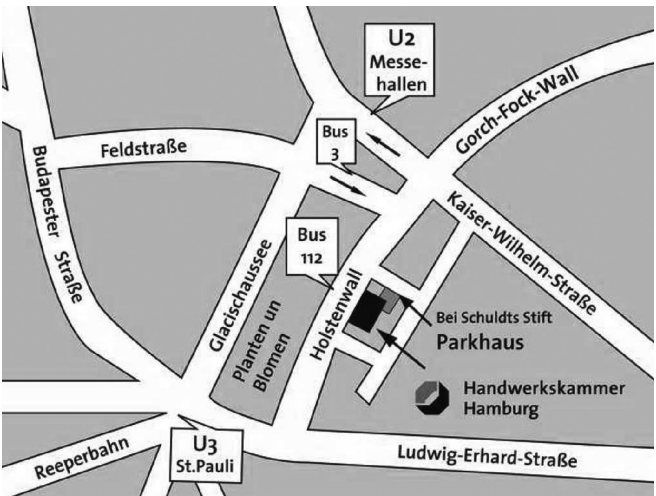 U2
Messe-
hallen
Gorch-Fock-Wall
Bus
3
Feldstraße
Budapester Straße
Kaiser-Wilhelm-Straße
Glacischaussee
Bus
112
Planten un
Blomen
Holstenwall
Bei Schuldts Stift
Parkhaus
Handwerkskammer
Hamburg
U3
St.Pauli
Reeperbahn
Ludwig-Erhard-Straße